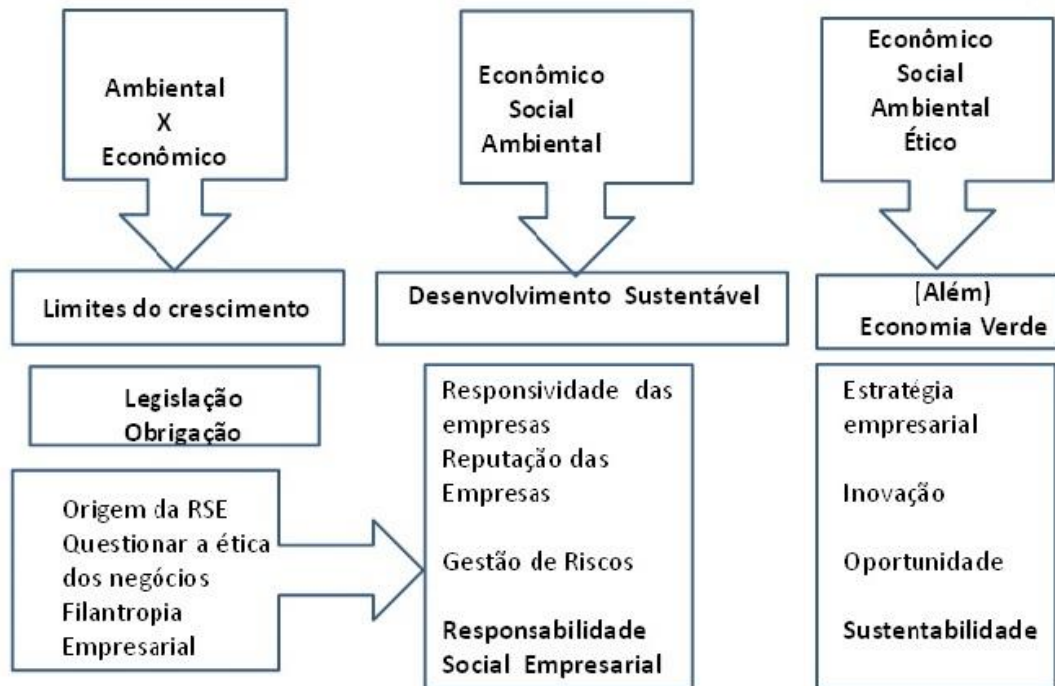 Ambiental
X
Econômico
Econômico
Social
Ambiental
Econômico
Social
Ambiental
Ético
Limites do crescimento
Desenvolvimento Sustentável
(Além)
Economia Verde
Legislação
Obrigação
Origem da RSE
Questionar a ética
dos negócios
Filantropia
Empresarial
Responsividade das
empresas
Reputação das
Empresas
Gestão de Riscos
Responsabilidade
Social Empresarial
Estratégia
empresarial
Inovação
Oportunidade
Sustentabilidade